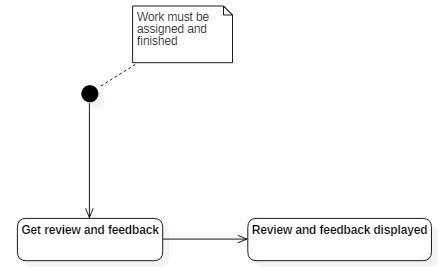 Work must be
assigned and
finished
Get review and feedback
Review and feedback displayed